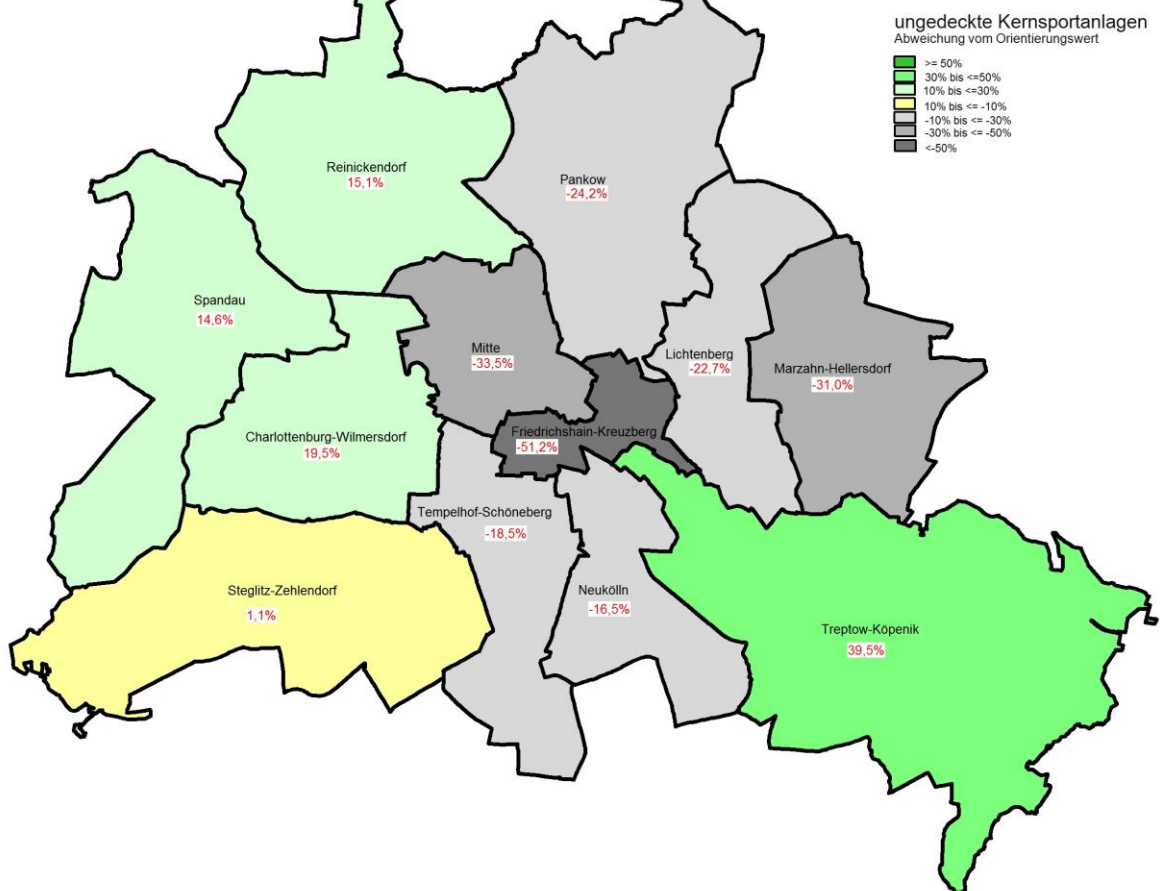 ungedeckte Kernsportanlagen
Abweichung vom Orientierungswert
>= 50%
30% bis <=50%
10% bis <=30%
10% bis <= -10%
-10% bis <= -30%
-30% bis <= -50%
<-50%
Reinickendorf
15,1%
Pankow
-24,2%
Spandau
14,6%
Mitte
-33,5%
Lichtenberg
-22,7%
Marzahn-Hellersdorf
-31,0%
Charlottenburg-Wilmersdorf
19,5%
Friedrichshain-Kreuzberg
-51,2%
Tempelhof-Schöneberg
-18,5%
Steglitz-Zehlendorf
1,1%
Neukölln
-16,5%
Treptow-Köpenik
39,5%